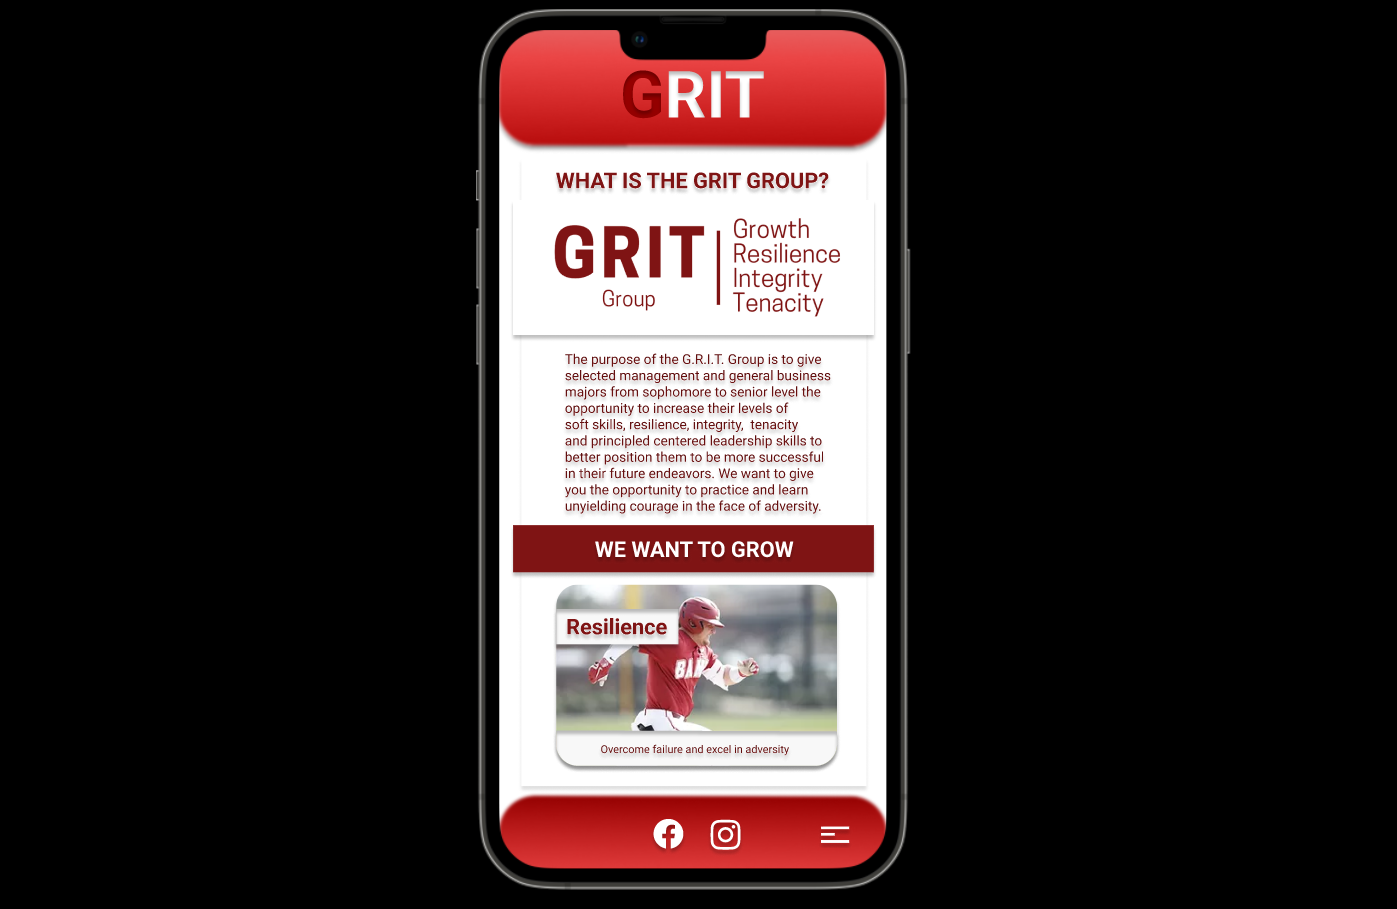 GRIT
WHAT IS THE GRIT GROUP?
GRIT
Group
Growth
Resilience
Integrity
Tenacity
The purpose of the G.R.I.T. Group is to give
selected management and general business
majors from sophomore to senior level the
opportunity to increase their levels of
soft skills, resilience, integrity,  tenacity
and principled centered leadership skills to
better position them to be more successful
in their future endeavors. We want to give
you the opportunity to practice and learn
unyielding courage in the face of adversity.
WE WANT TO GROW
Resilience
Overcome failure and excel in adversity